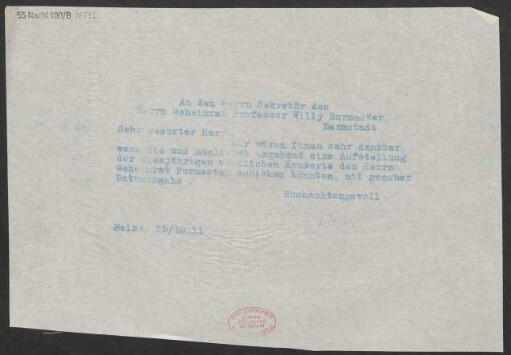 55 Nachl 100/B
An den Herrn Sekretär des
Herrn Geheimrat Professor Willy Burmester,
Darmstadt
Sehr geehrter Herr
Wir wären Ihnen sehr dankbar,
wenn Sie uns möglichst umgehend eine Aufstellung
der diesjährigen sämtlichen Konzerte des Herrn
Geheimrat Burmester schicken könnten, mit genauer
Datumangabe
Hochachtungsvoll
Mainz, 25/10.11